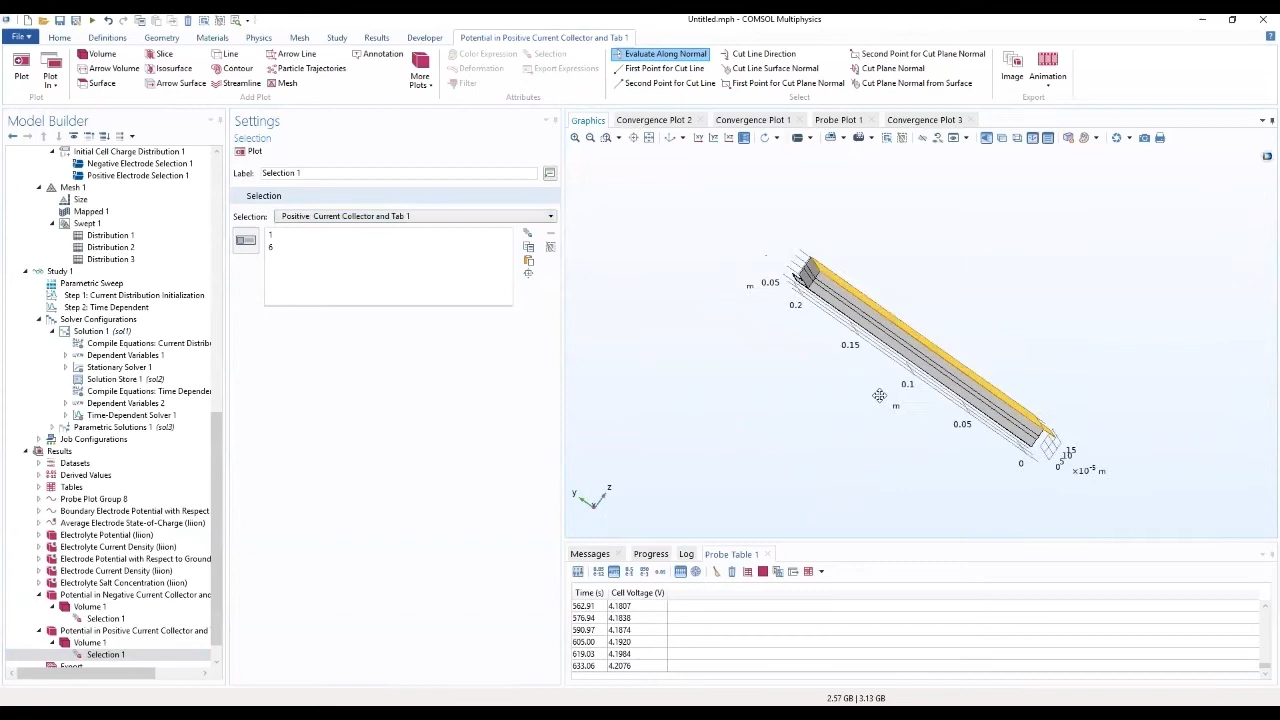 Untitled.mph - COMSOL Multiphysics
File Home Definitions Geometry Materials Physics Mesh Study Results Developer Potential in Positive Current Collector and Tab 1
Plot
Plot In
Volume Slice Line Arrow Line Annotation
Arrow Volume Isosurface Contour Particle Trajectories
Surface Arrow Surface Streamline Mesh
More Plots
Color Expression Selection
Deformation Export Expressions
Filter
Evaluate Along Normal Cut Line Direction Second Point for Cut Plane Normal
First Point for Cut Line Cut Line Surface Normal Cut Plane Normal
Second Point for Cut Line First Point for Cut Plane Normal Cut Plane Normal from Surface
Image Animation
Plot Add Plot Attributes Select Export
Model Builder
Initial Cell Charge Distribution 1
Negative Electrode Selection 1
Positive Electrode Selection 1
Mesh 1
Size
Mapped 1
Swept 1
Distribution 1
Distribution 2
Distribution 3
Study 1
Parametric Sweep
Step 1: Current Distribution Initialization
Step 2: Time Dependent
Solver Configurations
Solution 1 (sol1)
Compile Equations: Current Distrib
Dependent Variables 1
Stationary Solver 1
Solution Store 1 (sol2)
Compile Equations: Time Depender
Dependent Variables 2
Time-Dependent Solver 1
Parametric Solutions 1 (sol3)
Job Configurations
Results
Datasets
Derived Values
Tables
Probe Plot Group 8
Boundary Electrode Potential with Respect
Average Electrode State-of-Charge (liion)
Electrolyte Potential (liion)
Electrolyte Current Density (liion)
Electrode Potential with Respect to Ground
Electrode Current Density (liion)
Electrolyte Salt Concentration (liion)
Potential in Negative Current Collector and
Volume 1
Selection 1
Potential in Positive Current Collector and
Volume 1
Selection 1
Export
Settings
Selection
Plot
Label: Selection 1
Selection
Selection: Positive Current Collector and Tab 1
1
6
Graphics Convergence Plot 2 Convergence Plot 1 Probe Plot 1 Convergence Plot 3
m 0.05
0.2
0.15
0.1
m
0.05
0
15
10
5
0
×10⁻⁵ m
y z x
Messages Progress Log Probe Table 1
Time (s) Cell Voltage (V)
562.91 4.1807
576.94 4.1838
590.97 4.1874
605.00 4.1920
619.03 4.1984
633.06 4.2076
2.57 GB | 3.13 GB